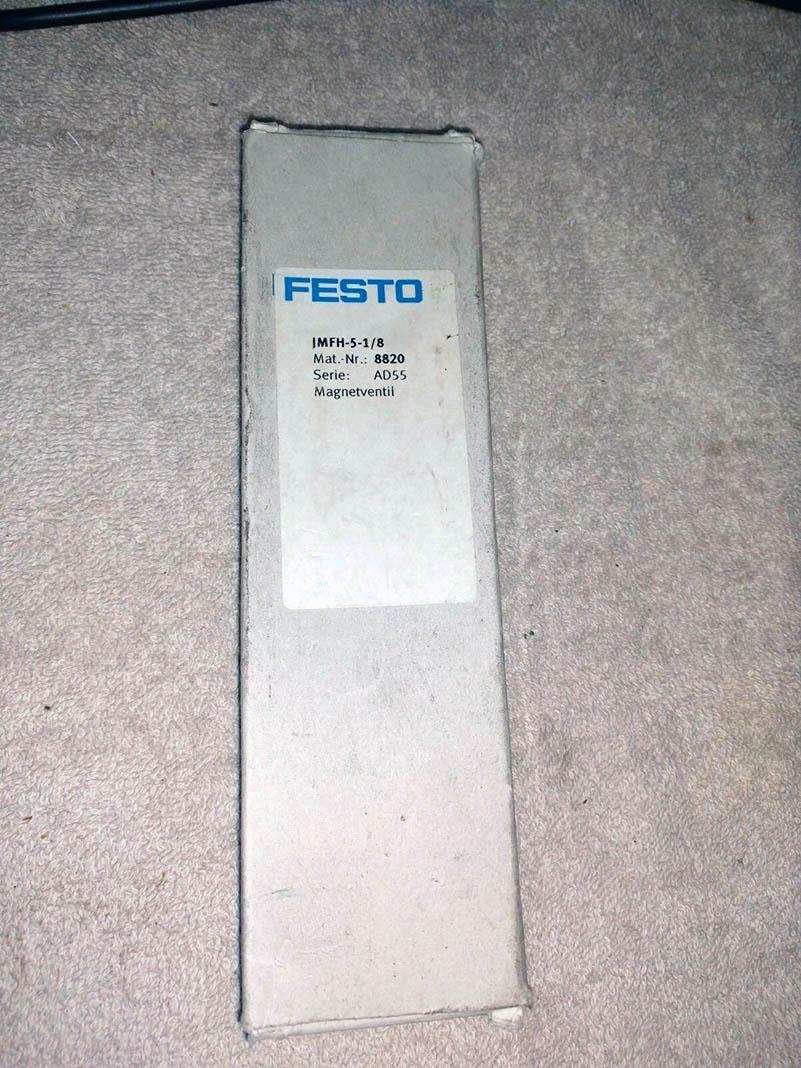 FESTO
JMFH-5-1/8
Mat.-Nr.: 8820
Serie: AD55
Magnetventil